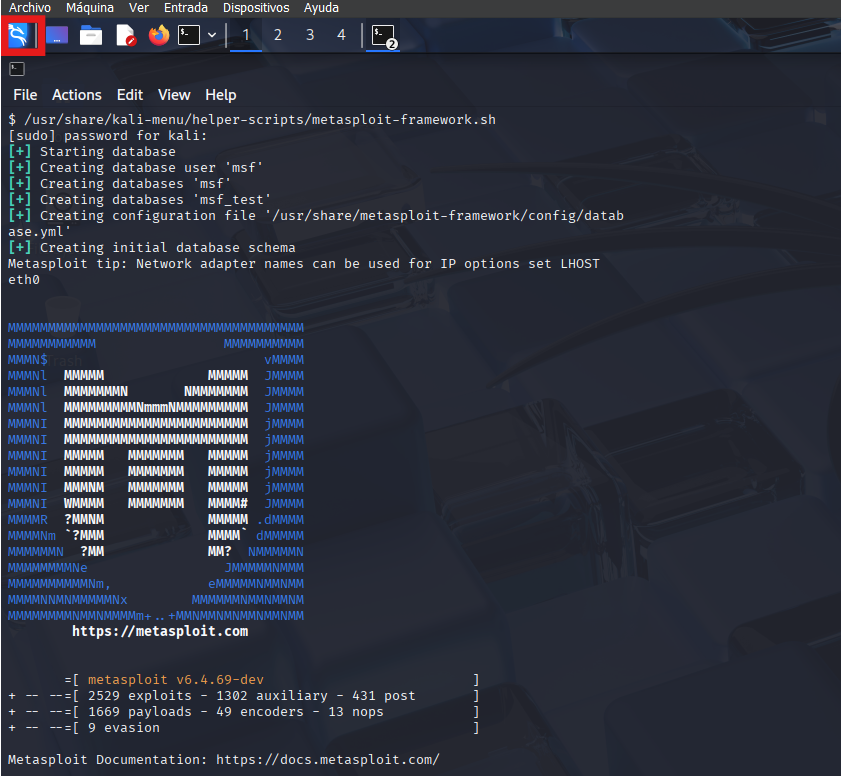 Archivo Máquina Ver Entrada Dispositivos Ayuda
1 2 3 4 2
File Actions Edit View Help
$ /usr/share/kali-menu/helper-scripts/metasploit-framework.sh
[sudo] password for kali:
[+] Starting database
[+] Creating database user 'msf'
[+] Creating databases 'msf'
[+] Creating databases 'msf_test'
[+] Creating configuration file '/usr/share/metasploit-framework/config/datab
ase.yml'
[+] Creating initial database schema
Metasploit tip: Network adapter names can be used for IP options set LHOST
eth0
MMMMMMMMMMMMMMMMMMMMMMMMMMMMMMMMMMMMM
MMMMMMMMMMM                MMMMMMMMMM
MMMN$                           vMMMM
MMMNl  MMMMM             MMMMM  JMMMM
MMMNl  MMMMMMMN       NMMMMMMM  JMMMM
MMMNl  MMMMMMMMMNmmmNMMMMMMMMM  JMMMM
MMMNI  MMMMMMMMMMMMMMMMMMMMMMM  jMMMM
MMMNI  MMMMMMMMMMMMMMMMMMMMMMM  jMMMM
MMMNI  MMMMM   MMMMMMM   MMMMM  jMMMM
MMMNI  MMMMM   MMMMMMM   MMMMM  jMMMM
MMMNI  MMMNM   MMMMMMM   MMMMM  jMMMM
MMMNI  WMMMM   MMMMMMM   MMMM#  JMMMM
MMMMR  ?MMNM             MMMMM .dMMMM
MMMMNm `?MMM             MMMM` dMMMMM
MMMMMMN  ?MM             MM?  NMMMMMN
MMMMMMMMNe                 JMMMMMNMMM
MMMMMMMMMMNm,            eMMMMMNMMNMM
MMMMNNMNMMMMMNx        MMMMMMNMMNMMNM
MMMMMMMMNMMNMMMMm+..+MMNMMNMNMMNMMNMM
https://metasploit.com
=[ metasploit v6.4.69-dev ]
+ -- --=[ 2529 exploits - 1302 auxiliary - 431 post ]
+ -- --=[ 1669 payloads - 49 encoders - 13 nops ]
+ -- --=[ 9 evasion ]
Metasploit Documentation: https://docs.metasploit.com/